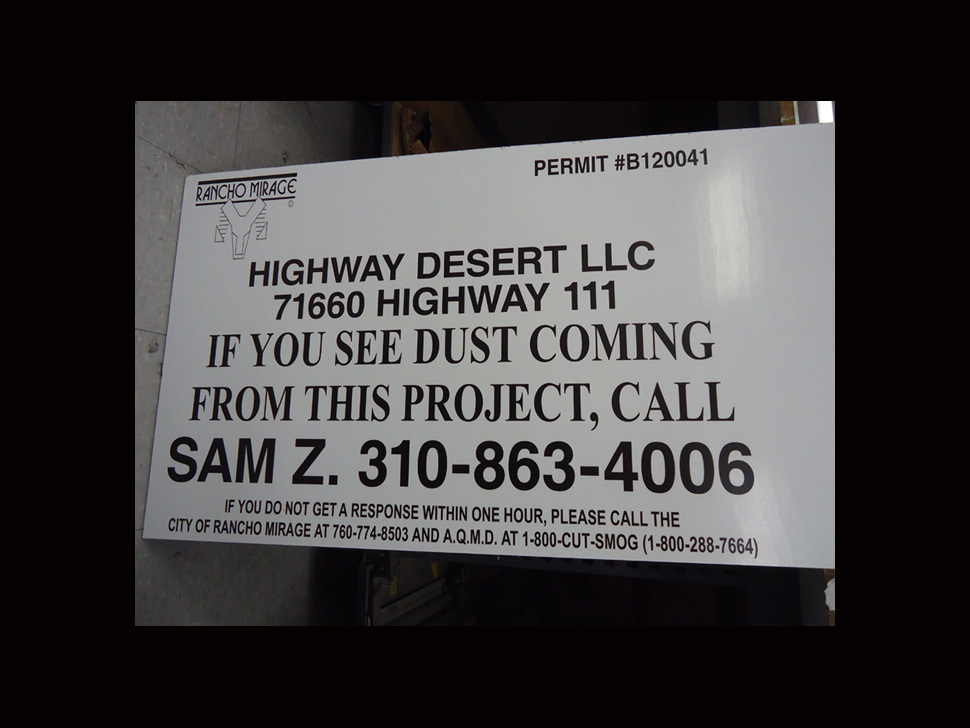 PERMIT #B120041
RANCHO MIRAGE
©
HIGHWAY DESERT LLC
71660 HIGHWAY 111
IF YOU SEE DUST COMING
FROM THIS PROJECT, CALL
SAM Z. 310-863-4006
IF YOU DO NOT GET A RESPONSE WITHIN ONE HOUR, PLEASE CALL THE
CITY OF RANCHO MIRAGE AT 760-774-8503 AND A.Q.M.D. AT 1-800-CUT-SMOG (1-800-288-7664)